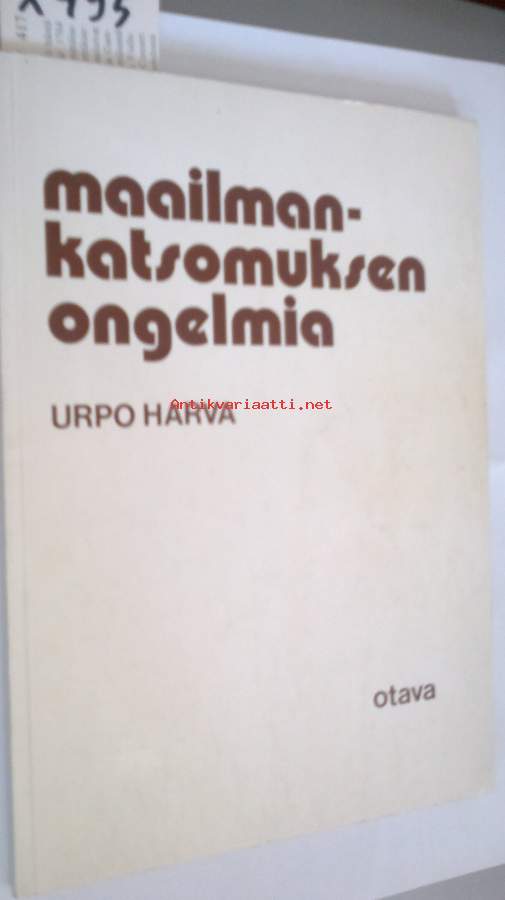 maailman-
katsomuksen
ongelmia
URPO HARVA
Antikvariaatti.net
otava